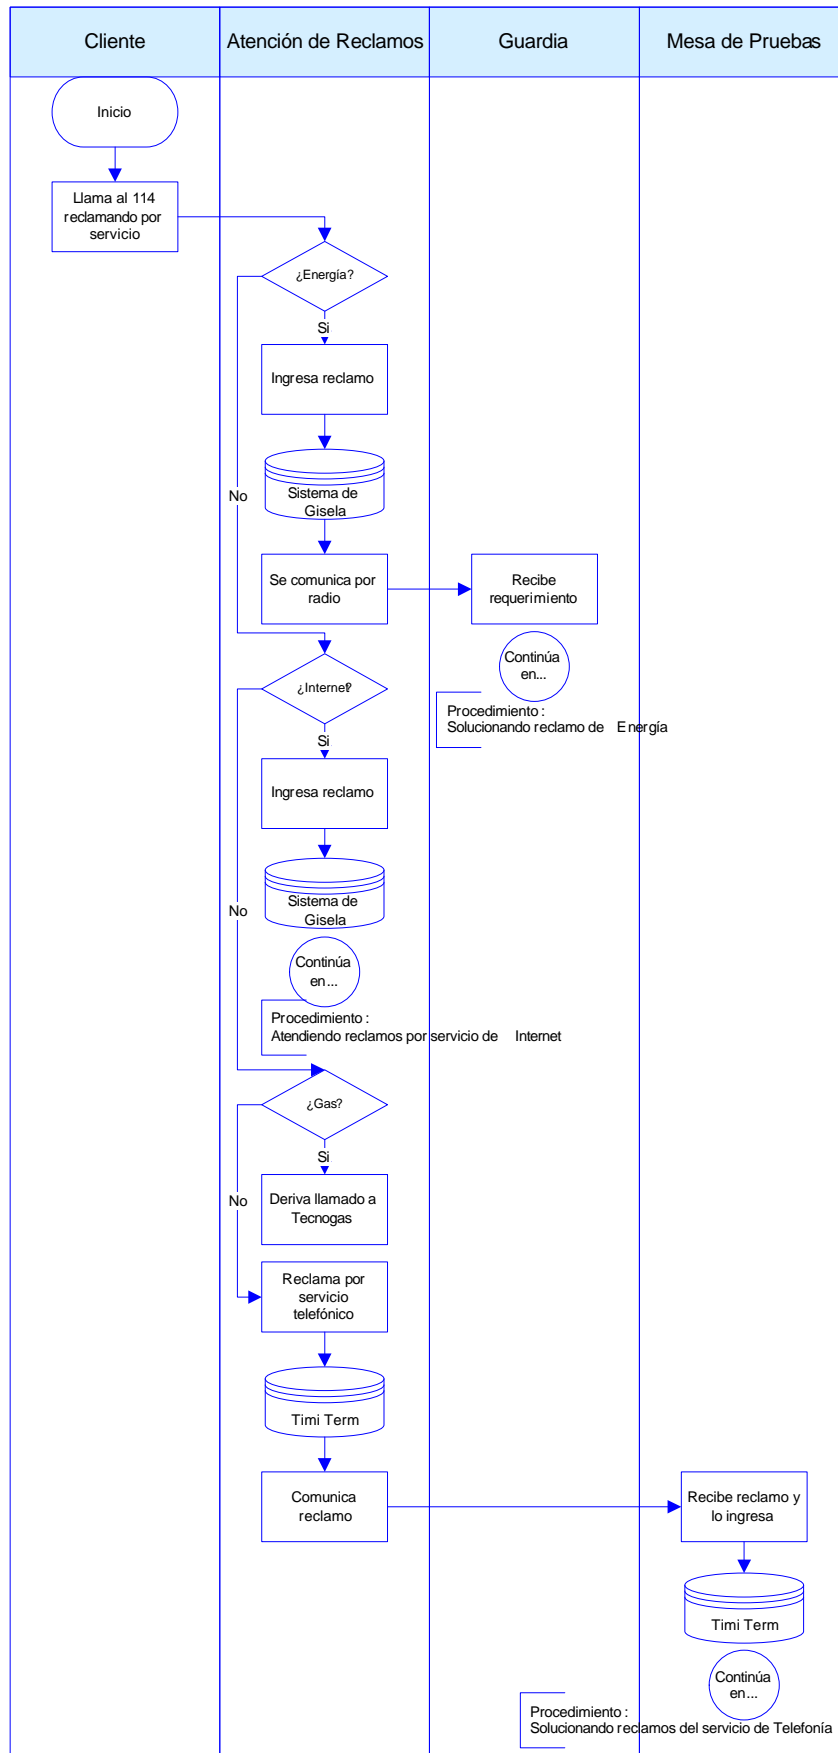 Cliente
Atención de Reclamos
Guardia
Mesa de Pruebas
Inicio
Llama al 114
reclamando por
servicio
¿Energía?
Si
Ingresa reclamo
No
Sistema de
Gisela
Se comunica por
radio
Recibe
requerimiento
Continúa
en...
Procedimiento :
Solucionando reclamo de Energía
¿Internet?
Si
Ingresa reclamo
No
Sistema de
Gisela
Continúa
en...
Procedimiento :
Atendiendo reclamos por servicio de Internet
¿Gas?
Si
No
Deriva llamado a
Tecnogas
Reclama por
servicio
telefónico
Timi Term
Comunica
reclamo
Recibe reclamo y
lo ingresa
Timi Term
Continúa
en...
Procedimiento :
Solucionando reclamos del servicio de Telefonía